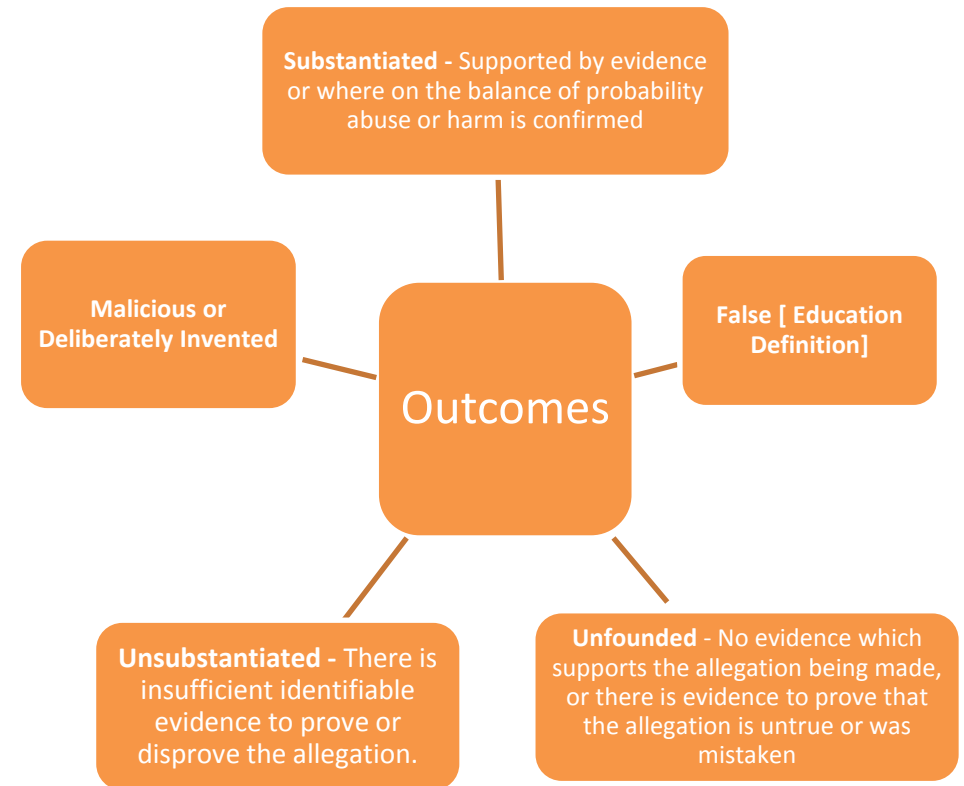 Substantiated - Supported by evidence
or where on the balance of probability
abuse or harm is confirmed
Malicious or
Deliberately Invented
False [ Education
Definition]
Outcomes
Unsubstantiated - There is
insufficient identifiable
evidence to prove or
disprove the allegation.
Unfounded - No evidence which
supports the allegation being made,
or there is evidence to prove that
the allegation is untrue or was
mistaken